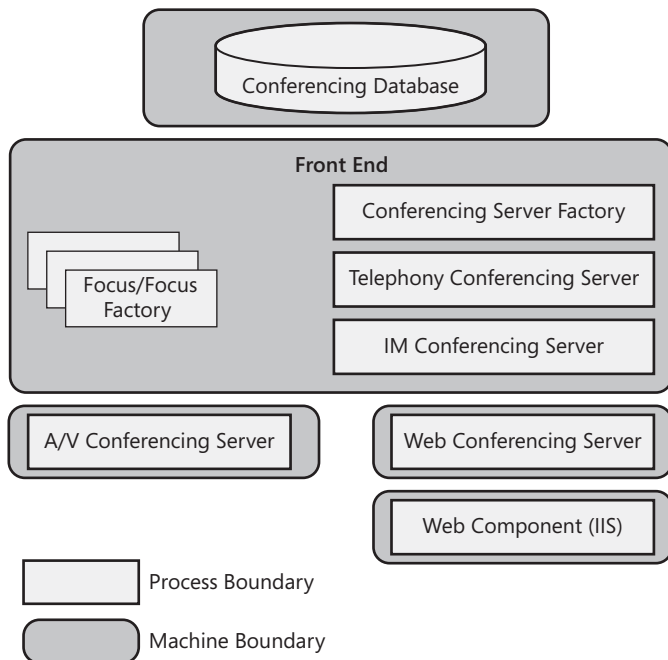 Conferencing Database
Front End
Conferencing Server Factory
Focus/Focus
Factory
Telephony Conferencing Server
IM Conferencing Server
A/V Conferencing Server
Web Conferencing Server
Web Component (IIS)
Process Boundary
Machine Boundary